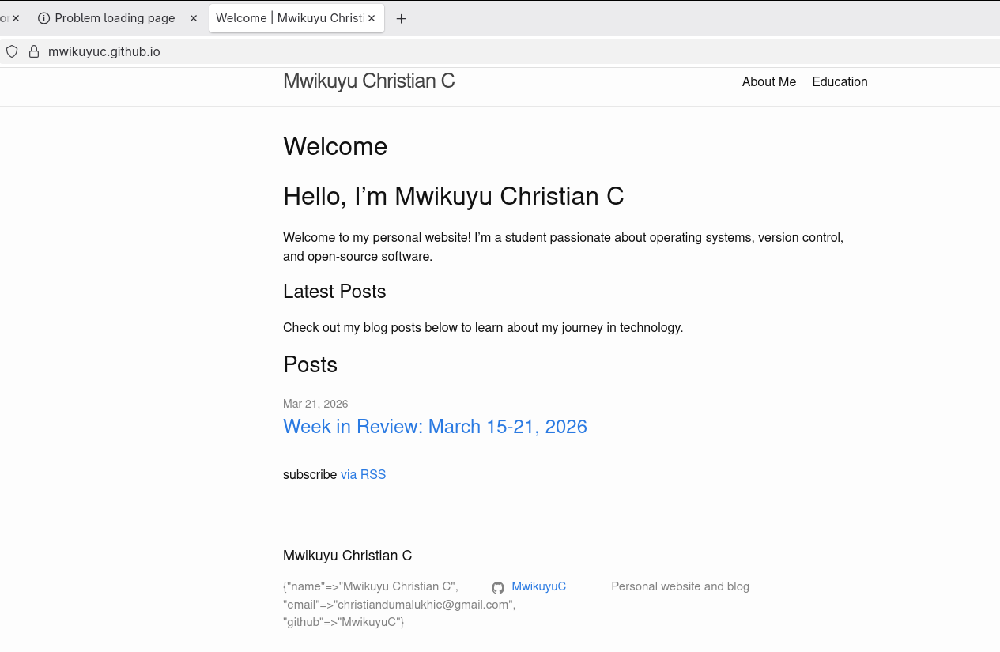 Problem loading page
Welcome | Mwikuyu Christi
mwikuyuc.github.io
Mwikuyu Christian C
About Me Education
Welcome
Hello, I’m Mwikuyu Christian C
Welcome to my personal website! I’m a student passionate about operating systems, version control,
and open-source software.
Latest Posts
Check out my blog posts below to learn about my journey in technology.
Posts
Mar 21, 2026
Week in Review: March 15-21, 2026
subscribe via RSS
Mwikuyu Christian C
{"name"=>"Mwikuyu Christian C",
"email"=>"christiandumalukhie@gmail.com",
"github"=>"MwikuyuC"}
MwikuyuC
Personal website and blog